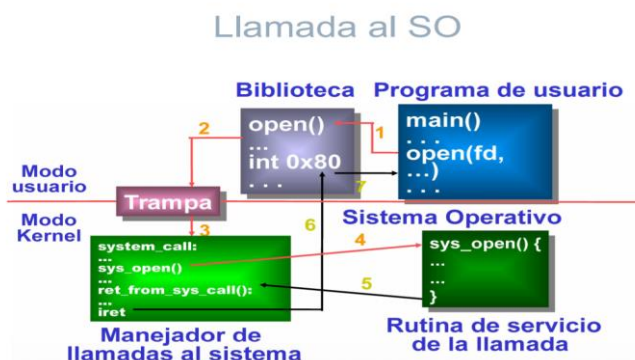 Llamada al SO
Biblioteca
Programa de usuario
open()
...
int 0x80
. . .
main()
. . .
open(fd,
...)
. . .
1
2
7
Modo
usuario
Trampa
Modo
Kernel
3
6
Sistema Operativo
system_call:
...
sys_open()
...
ret_from_sys_call():
...
iret
4
5
sys_open() {
...
...
}
Manejador de
llamadas al sistema
Rutina de servicio
de la llamada